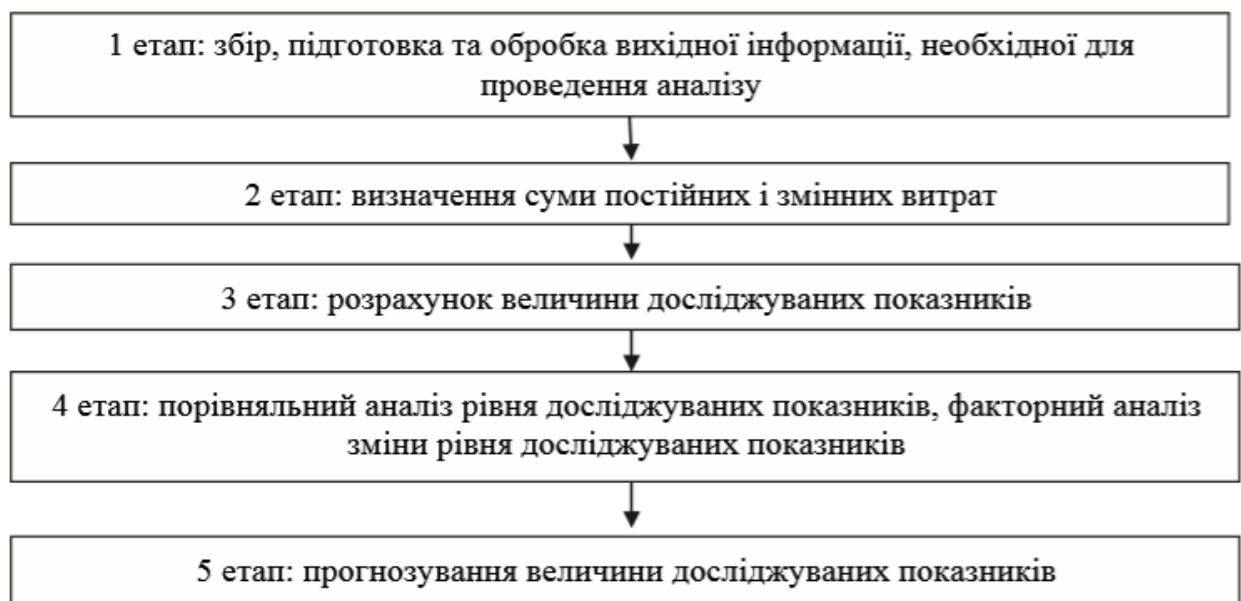 1 етап: збір, підготовка та обробка вихідної інформації, необхідної для
проведення аналізу
2 етап: визначення суми постійних і змінних витрат
3 етап: розрахунок величини досліджуваних показників
4 етап: порівняльний аналіз рівня досліджуваних показників, факторний аналіз
зміни рівня досліджуваних показників
5 етап: прогнозування величини досліджуваних показників